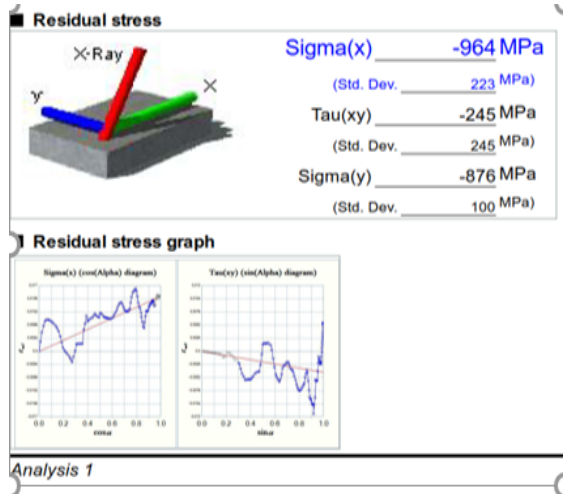 Residual stress
X-Ray
y
X
Sigma(x) -964 MPa
(Std. Dev. 223 MPa)
Tau(xy) -245 MPa
(Std. Dev. 245 MPa)
Sigma(y) -876 MPa
(Std. Dev. 100 MPa)
Residual stress graph
Sigma(x) (cos(Alpha) diagram)
Tau(xy) (sin(Alpha) diagram)
0.0 0.2 0.4 0.6 0.8 1.0
cosα
0.0 0.2 0.4 0.6 0.8 1.0
sinα
Analysis 1